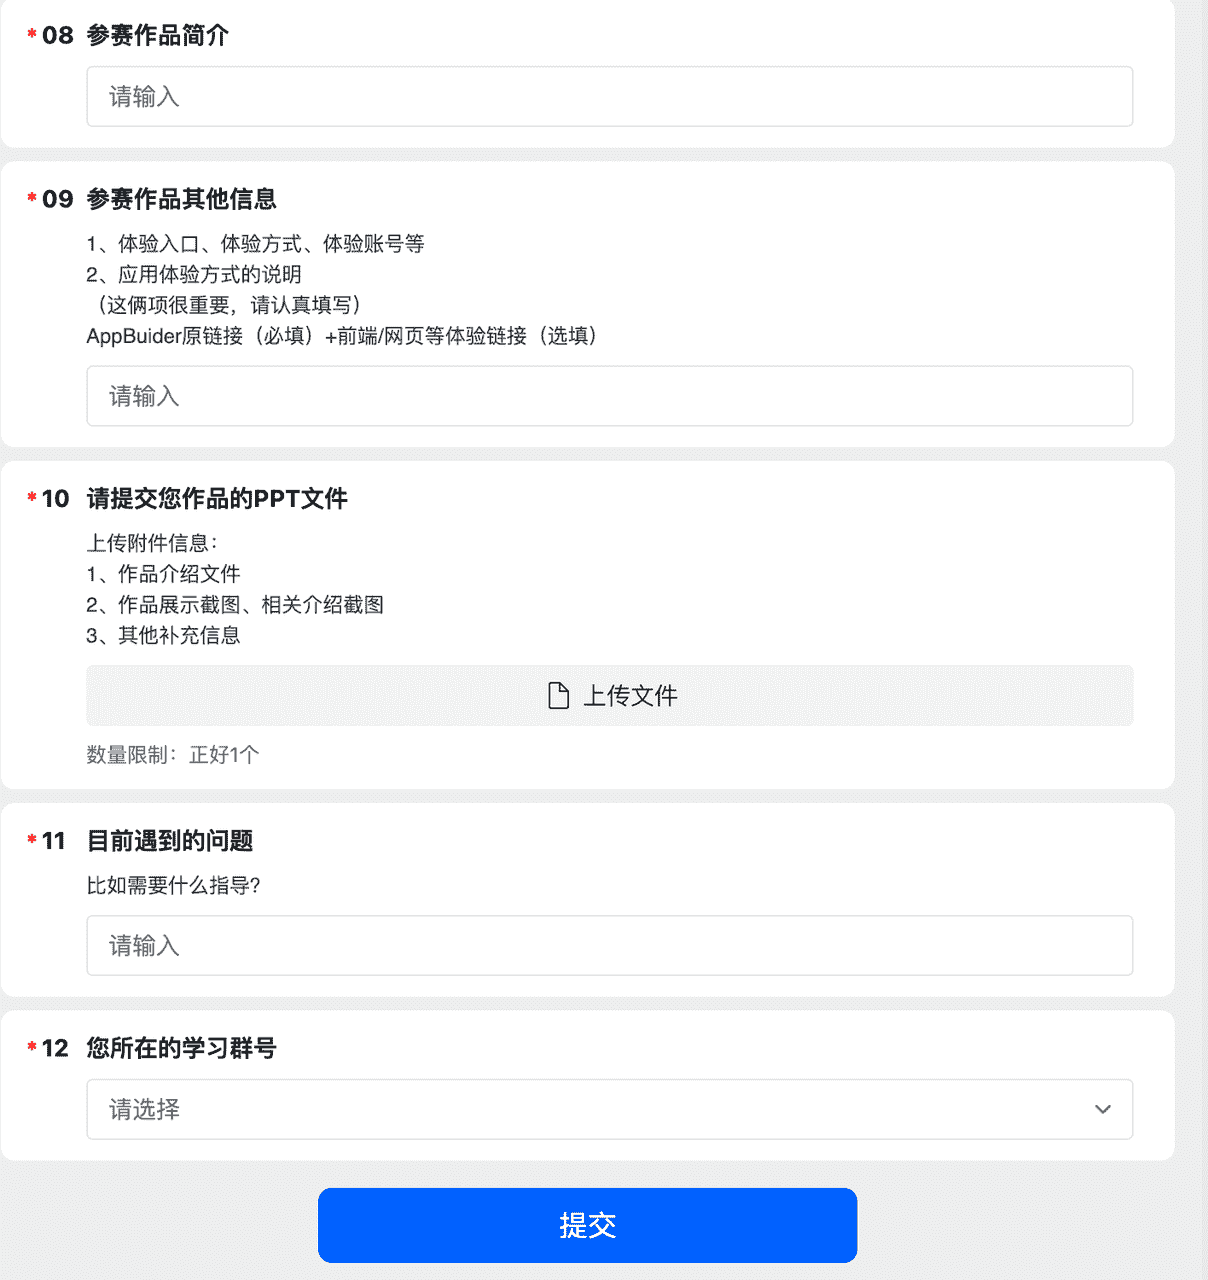 * 08 参赛作品简介
请输入
* 09 参赛作品其他信息
1、体验入口、体验方式、体验账号等
2、应用体验方式的说明
（这俩项很重要，请认真填写）
AppBuider原链接（必填）+前端/网页等体验链接（选填）
请输入
* 10 请提交您作品的PPT文件
上传附件信息：
1、作品介绍文件
2、作品展示截图、相关介绍截图
3、其他补充信息
上传文件
数量限制：正好1个
* 11 目前遇到的问题
比如需要什么指导?
请输入
* 12 您所在的学习群号
请选择
提交